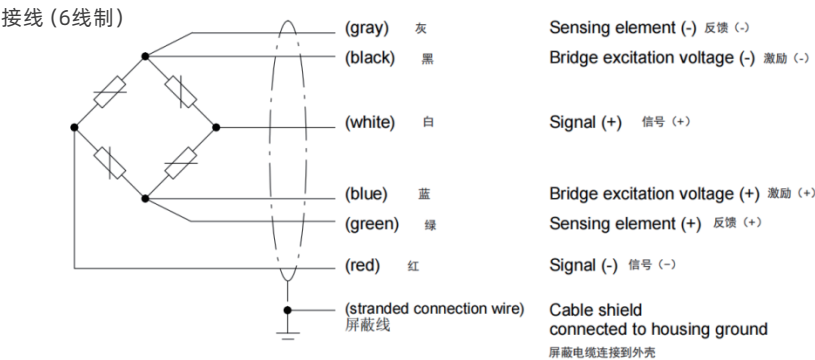 接线(6线制)
(gray) 灰 Sensing element (-) 反馈(-)
(black) 黑 Bridge excitation voltage (-) 激励(-)
(white) 白 Signal (+) 信号(+)
(blue) 蓝 Bridge excitation voltage (+) 激励(+)
(green) 绿 Sensing element (+) 反馈(+)
(red) 红 Signal (-) 信号(-)
(stranded connection wire) Cable shield
屏蔽线 connected to housing ground
屏蔽电缆连接到外壳